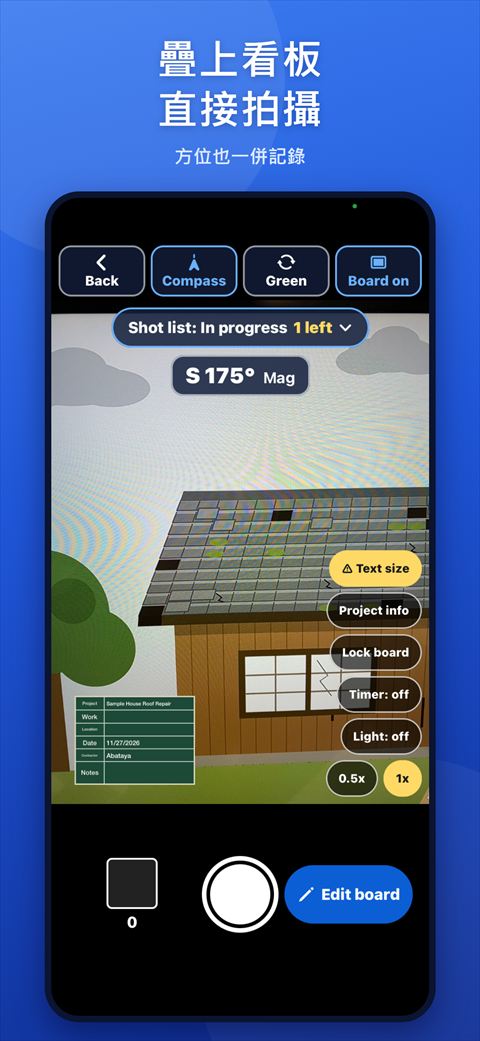 疊上看板
直接拍攝
方位也一併記錄
Back
Compass
Green
Board on
Shot list: In progress 1 left
S 175° Mag
Text size
Project info
Lock board
Timer: off
Light: off
0.5x
1x
Project Sample House Roof Repair
Work
Location
Date 11/27/2026
Contractor Abataya
Notes
0
Edit board